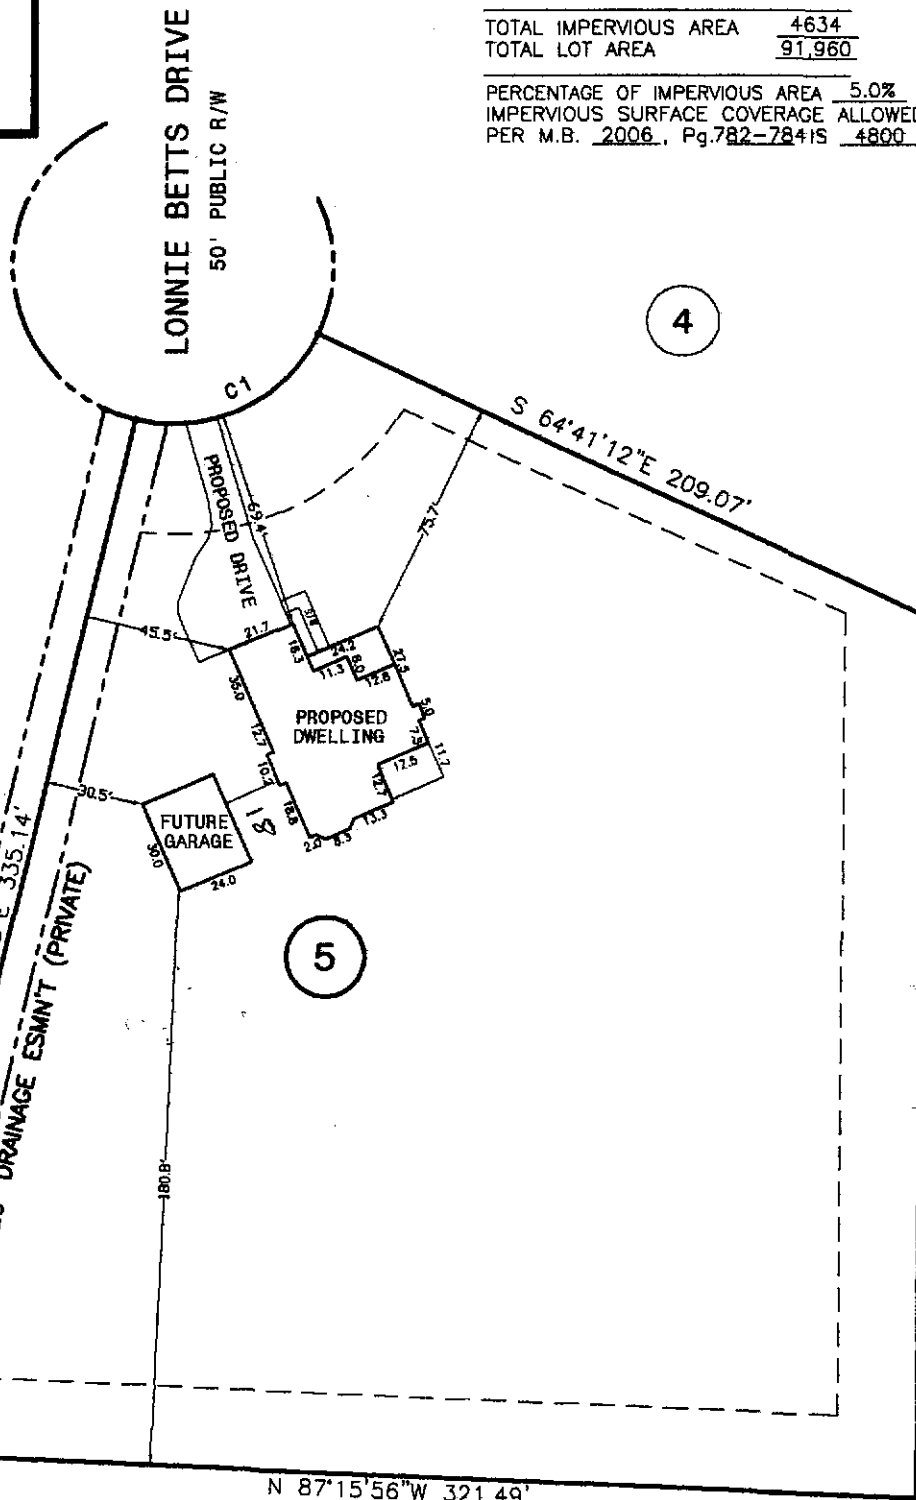 TOTAL IMPERVIOUS AREA 4634
TOTAL LOT AREA 91,960
PERCENTAGE OF IMPERVIOUS AREA 5.0%
IMPERVIOUS SURFACE COVERAGE ALLOWED
PER M.B. 2006, Pg.782-784IS 4800
LONNIE BETTS DRIVE
50' PUBLIC R/W
4
C1
S 64°41'12"E 209.07'
PROPOSED DRIVE
69.4'
75.7'
S/W
45.5'
21.7
16.3
24.2
11.3
8.0
12.8
27.5
35.0
5.0
PROPOSED
DWELLING
7.5
11.7
12.7
17.5
10.2
12.7
30.5'
18.8
13.3
18
FUTURE
GARAGE
2.0
8.3
30.0
24.0
E 335.14'
DRAINAGE ESMN'T (PRIVATE)
5
180.8'
N 87°15'56"W 321.49'